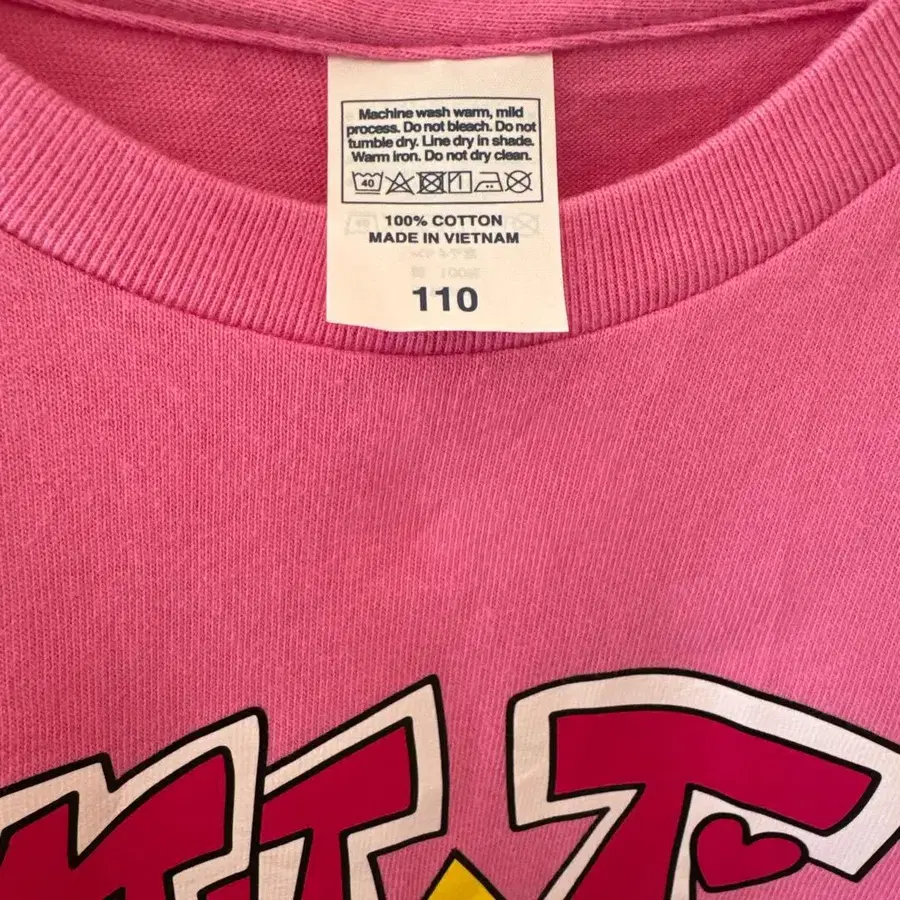 Machine wash warm, mild
process. Do not bleach. Do not
tumble dry. Line dry in shade.
Warm iron. Do not dry clean.
40
100% COTTON
MADE IN VIETNAM
110